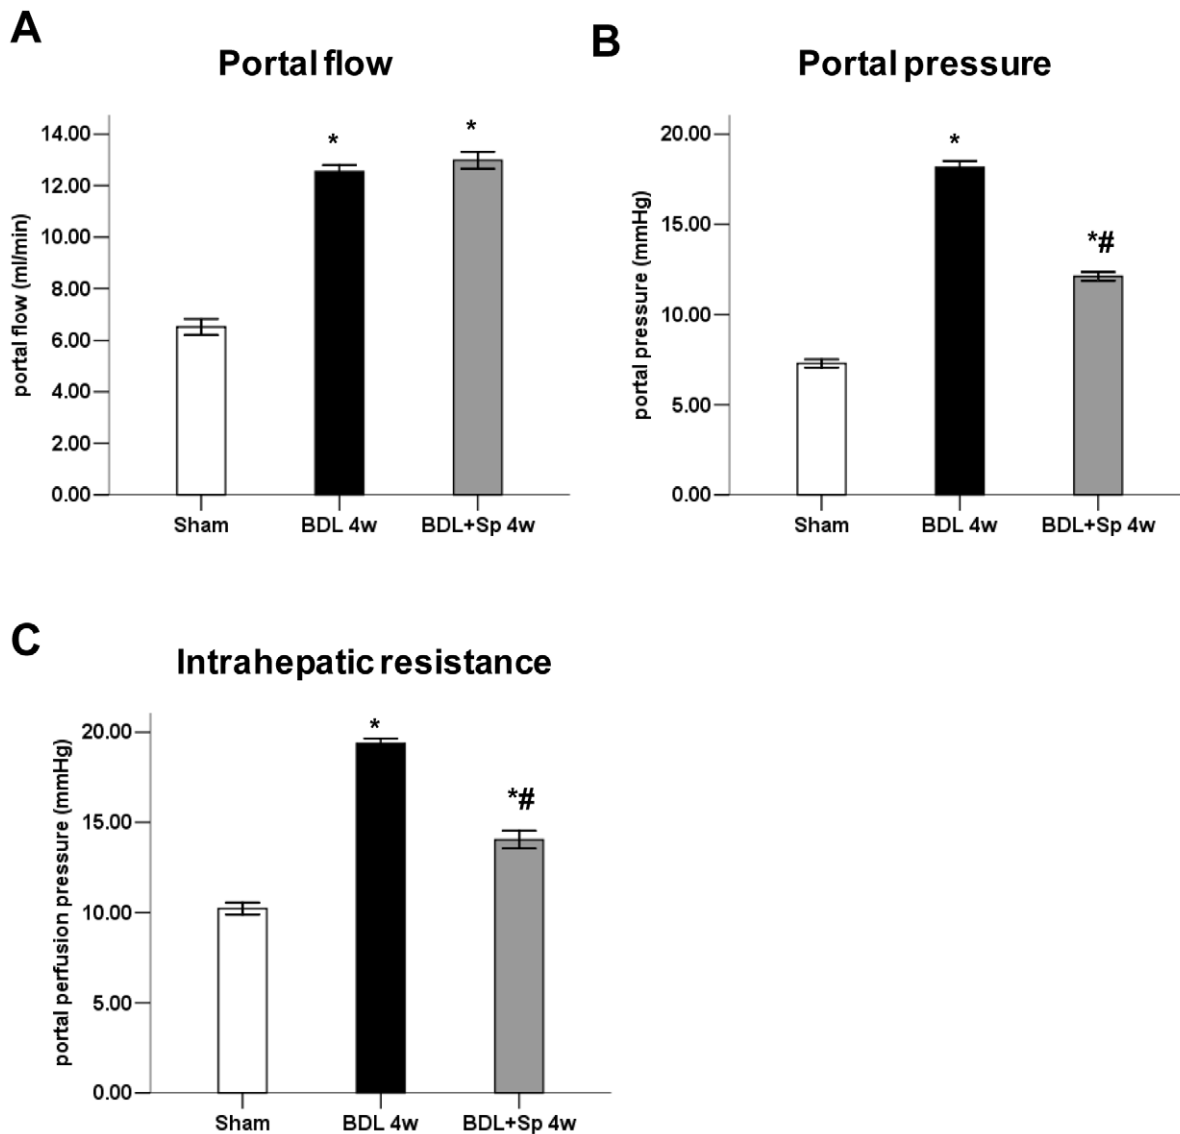 A
Portal flow
portal flow (ml/min)
14.00
12.00
10.00
8.00
6.00
4.00
2.00
0.00
*
*
Sham
BDL 4w
BDL+Sp 4w
B
Portal pressure
portal pressure (mmHg)
20.00
15.00
10.00
5.00
0.00
*
*#
Sham
BDL 4w
BDL+Sp 4w
C
Intrahepatic resistance
portal perfusion pressure (mmHg)
20.00
15.00
10.00
5.00
0.00
*
*#
Sham
BDL 4w
BDL+Sp 4w